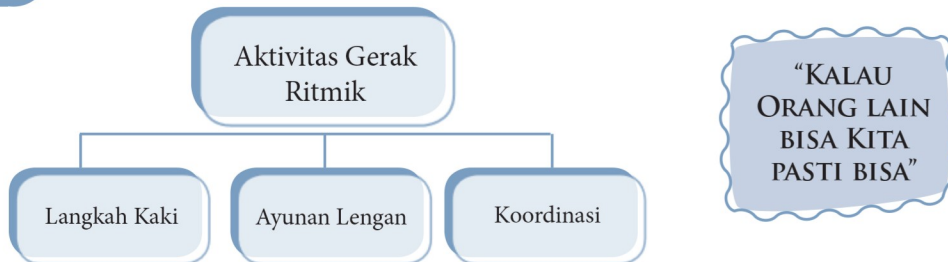 Aktivitas Gerak
Ritmik
Langkah Kaki
Ayunan Lengan
Koordinasi
“KALAU
ORANG LAIN
BISA KITA
PASTI BISA”